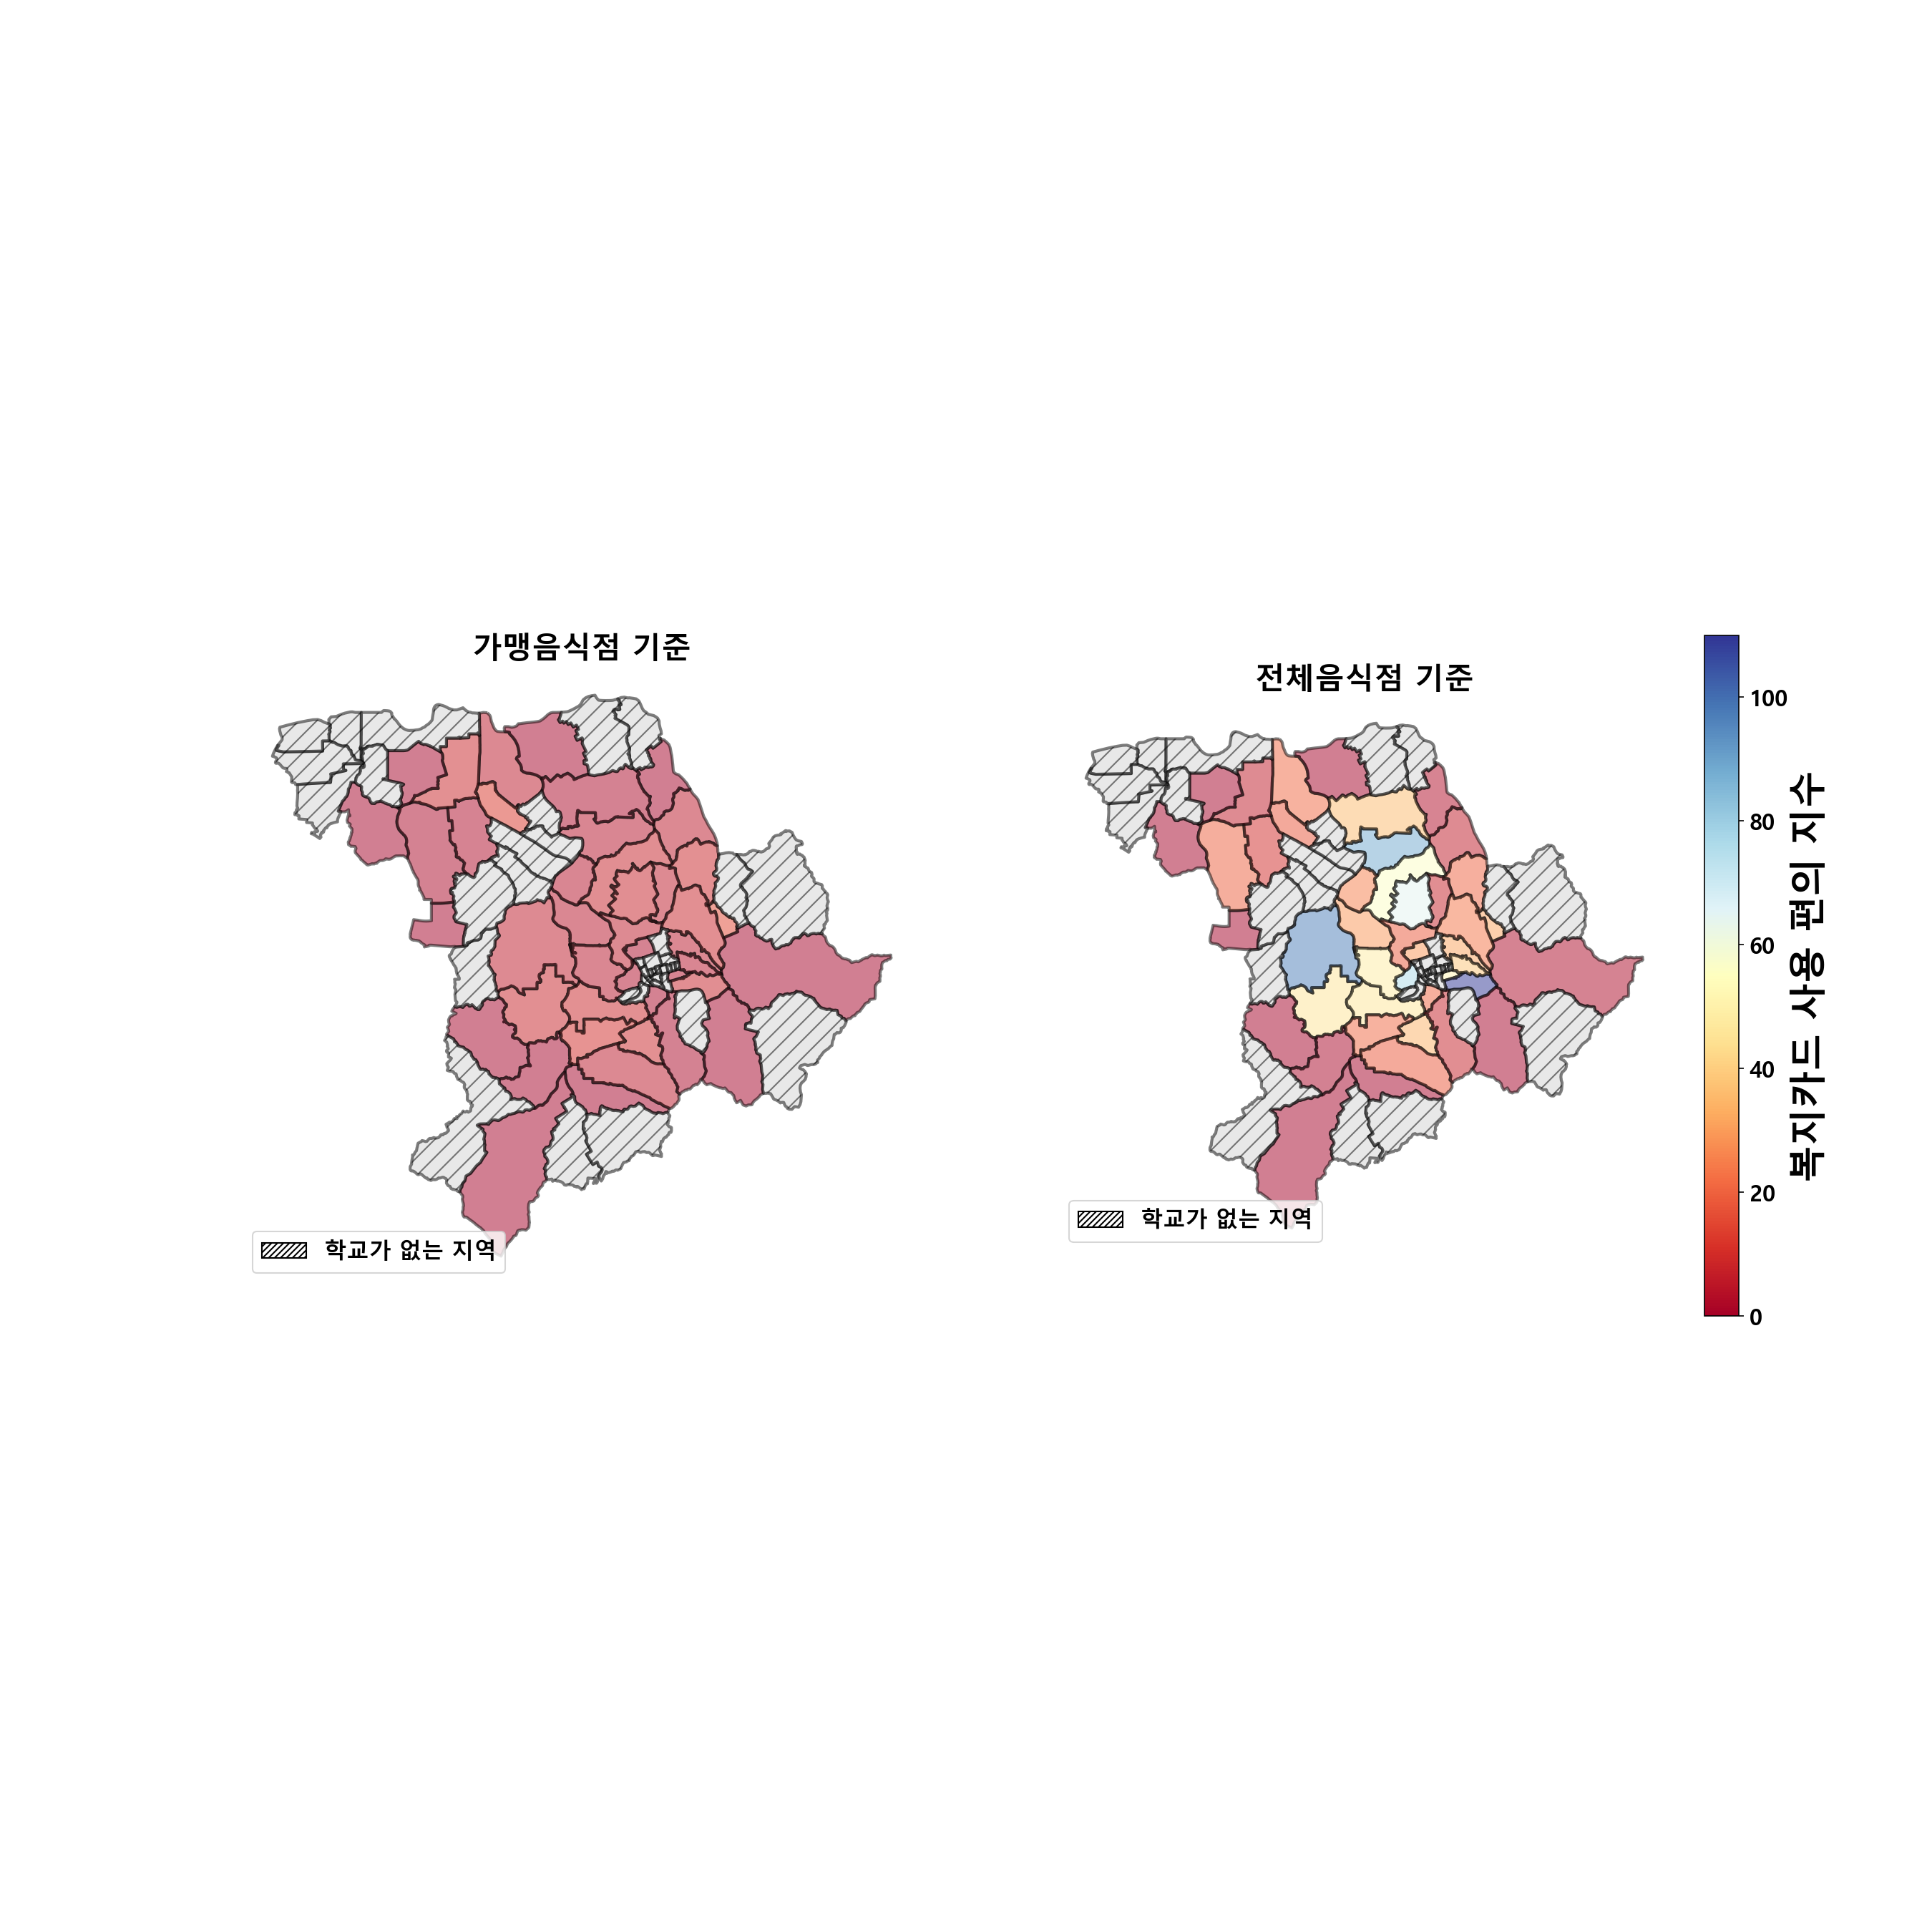 가맹음식점 기준
전체음식점 기준
학교가 없는 지역
학교가 없는 지역
100
80
60
40
20
0
복지카드 사용 편의 지수